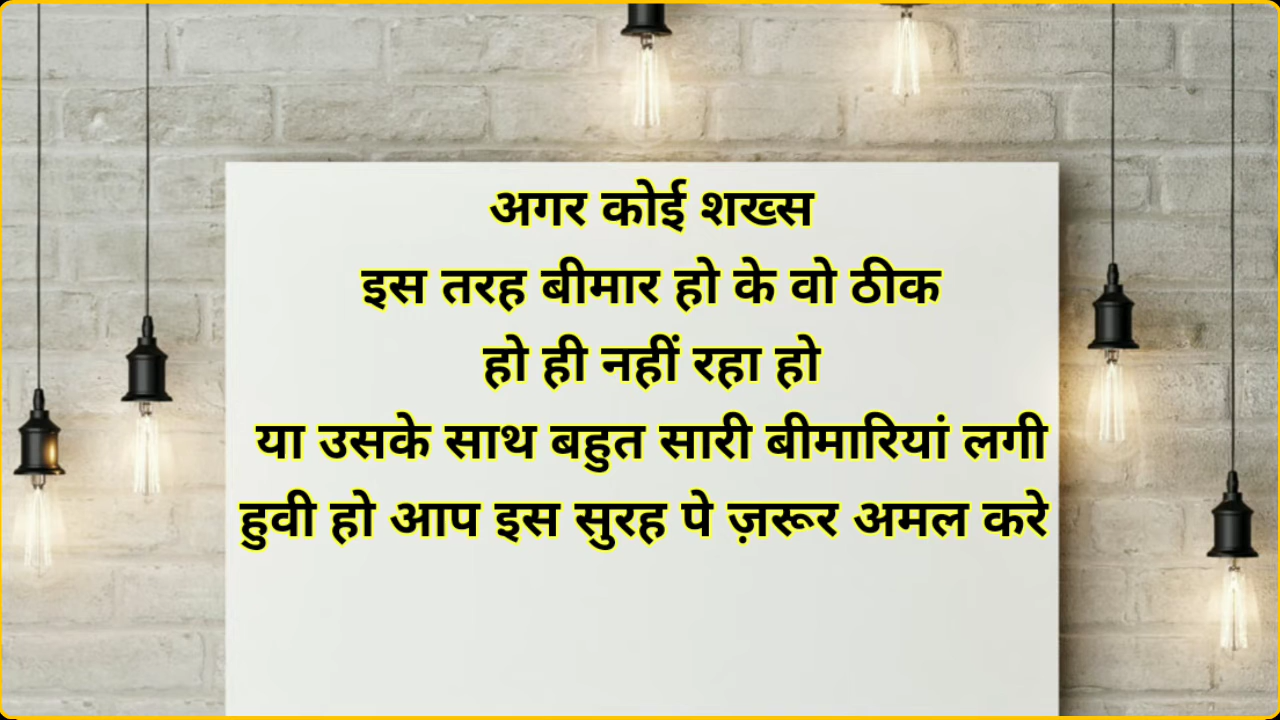 अगर कोई शख्स
इस तरह बीमार हो के वो ठीक
हो ही नहीं रहा हो
या उसके साथ बहुत सारी बीमारियां लगी
हुवी हो आप इस सुरह पे ज़रूर अमल करे